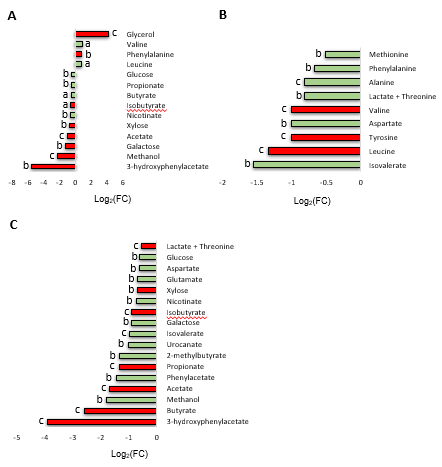 A
c Glycerol
a Valine
b Phenylalanine
a Leucine
b Glucose
b Propionate
a Butyrate
a Isobutyrate
b Nicotinate
b Xylose
c Acetate
b Galactose
c Methanol
b 3-hydroxyphenylacetate
-8 -6 -4 -2 0 2 4 6
Log2(FC)
B
b Methionine
b Phenylalanine
c Alanine
b Lactate + Threonine
c Valine
b Aspartate
c Tyrosine
c Leucine
b Isovalerate
-2 -1.5 -1 -0.5 0
Log2(FC)
C
c Lactate + Threonine
b Glucose
b Aspartate
b Glutamate
b Xylose
b Nicotinate
c Isobutyrate
b Galactose
c Isovalerate
b Urocanate
b 2-methylbutyrate
c Propionate
b Phenylacetate
c Acetate
b Methanol
c Butyrate
c 3-hydroxyphenylacetate
-5 -4 -3 -2 -1 0
Log2(FC)